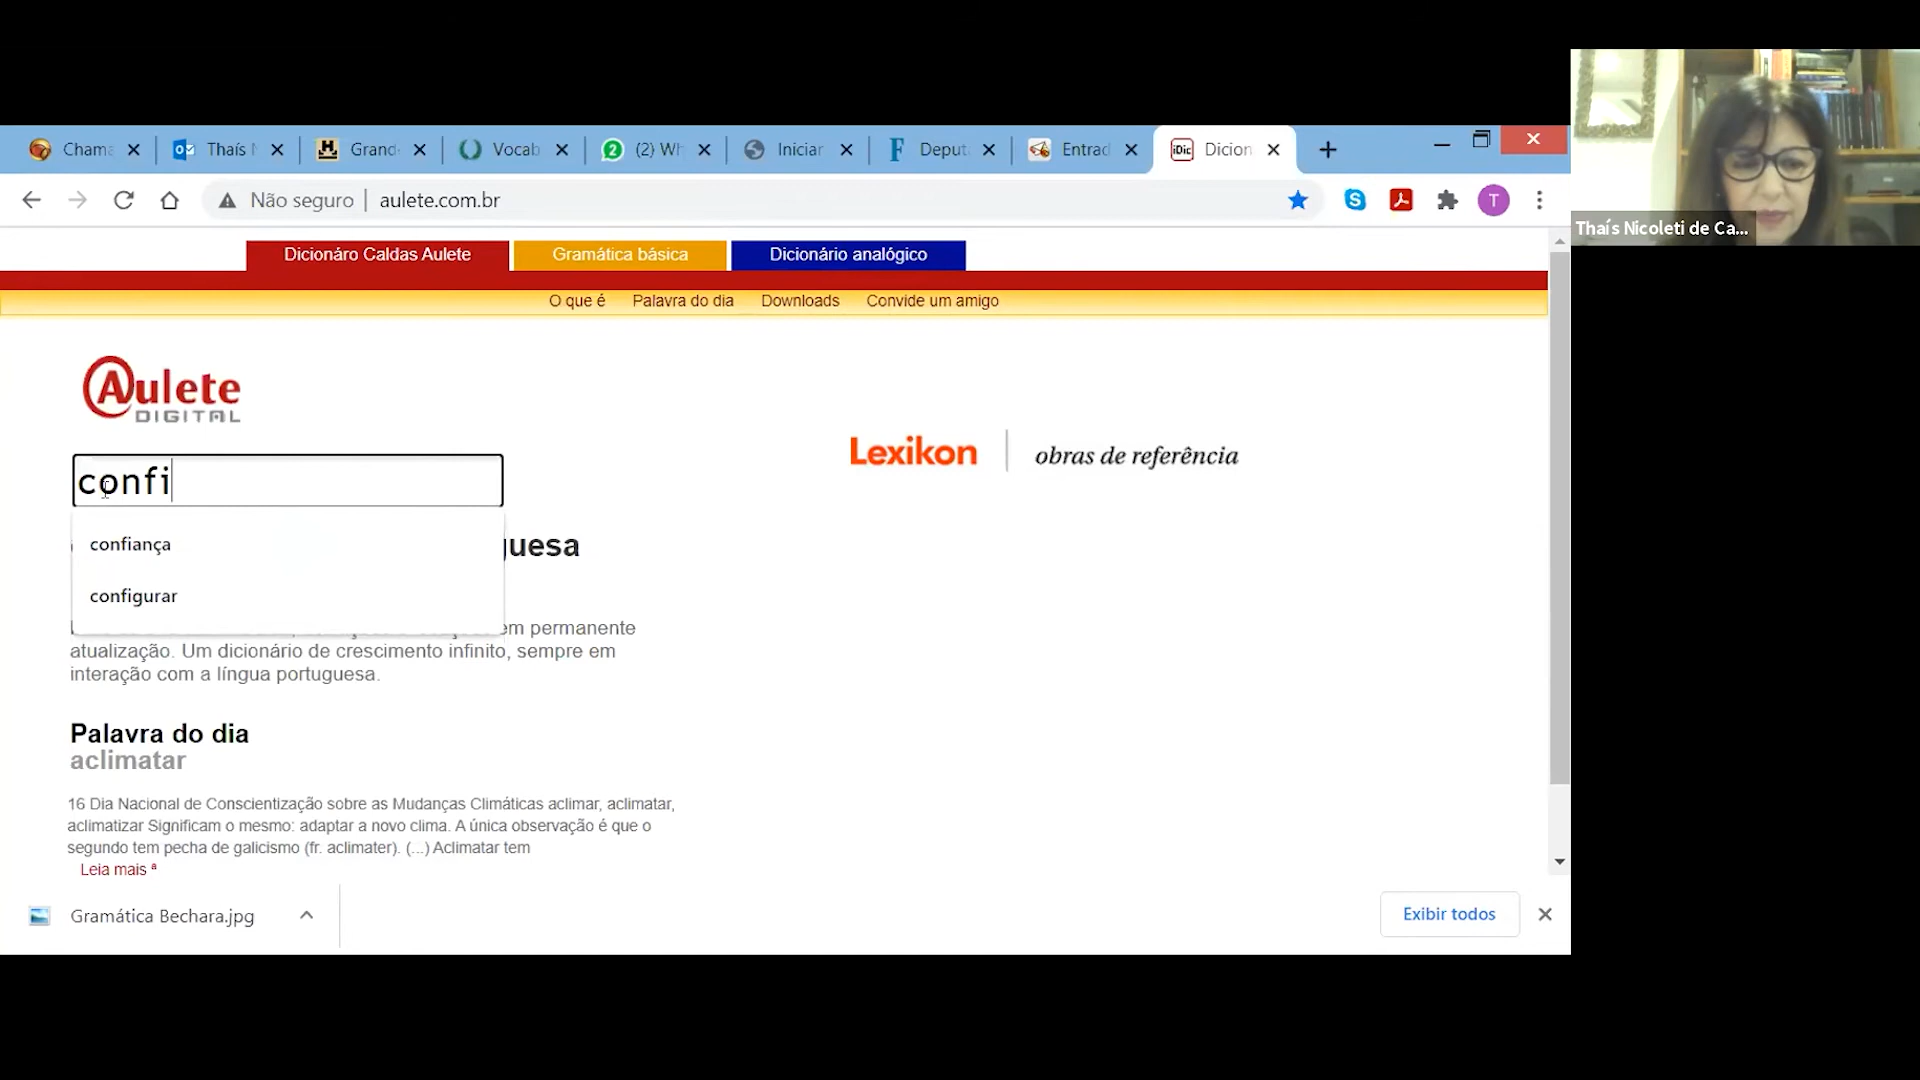 Chama
Thaís N
Grand
Vocab
(2) Wh
Iniciar
Deput
Entrad
iDic Dicion
Não seguro | aulete.com.br
T
Thaís Nicoleti de Ca...
Dicionáro Caldas Aulete
Gramática básica
Dicionário analógico
O que é
Palavra do dia
Downloads
Convide um amigo
Aulete
DIGITAL
Lexikon | obras de referência
confi
confiança
guesa
configurar
em permanente
atualização. Um dicionário de crescimento infinito, sempre em
interação com a língua portuguesa.
Palavra do dia
aclimatar
16 Dia Nacional de Conscientização sobre as Mudanças Climáticas aclimar, aclimatar,
aclimatizar Significam o mesmo: adaptar a novo clima. A única observação é que o
segundo tem pecha de galicismo (fr. aclimater). (...) Aclimatar tem
Leia mais ª
Gramática Bechara.jpg
Exibir todos